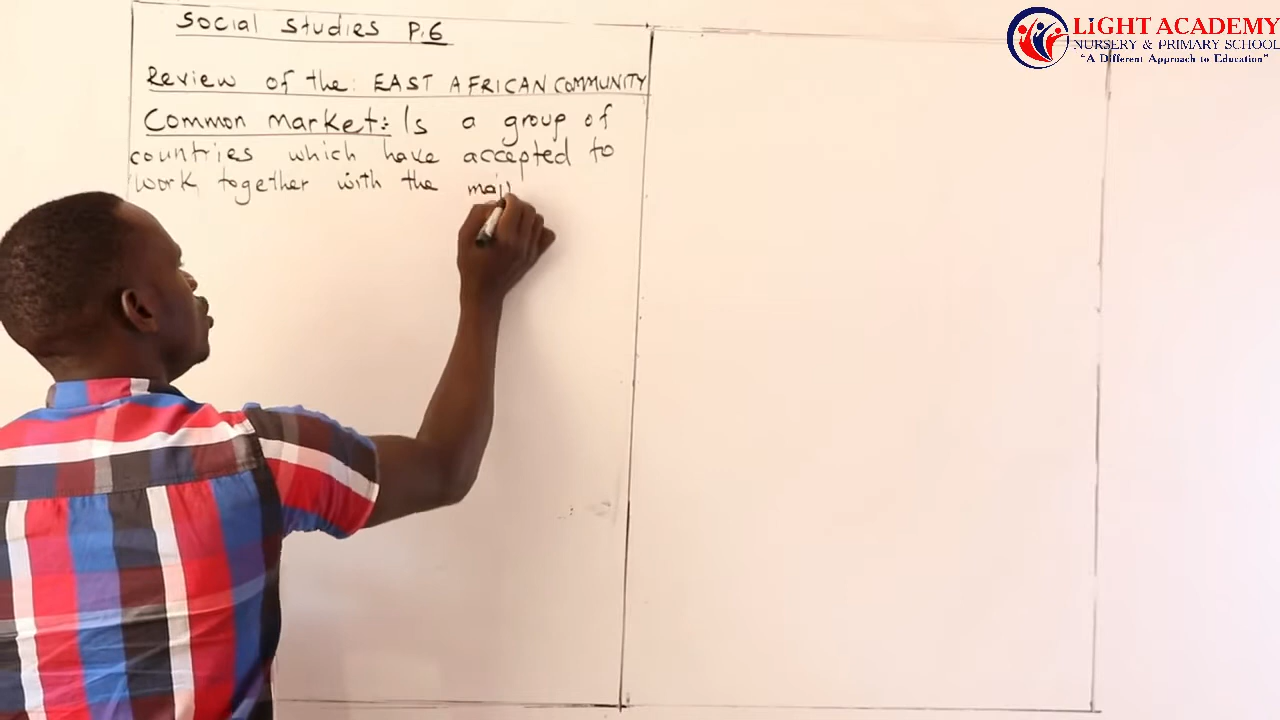 Social Studies P.6
Review of the: EAST AFRICAN COMMUNITY
Common market:- Is a group of
countries which have accepted to
work together with the
LIGHT ACADEMY
NURSERY & PRIMARY SCHOOL
"A Different Approach to Education"